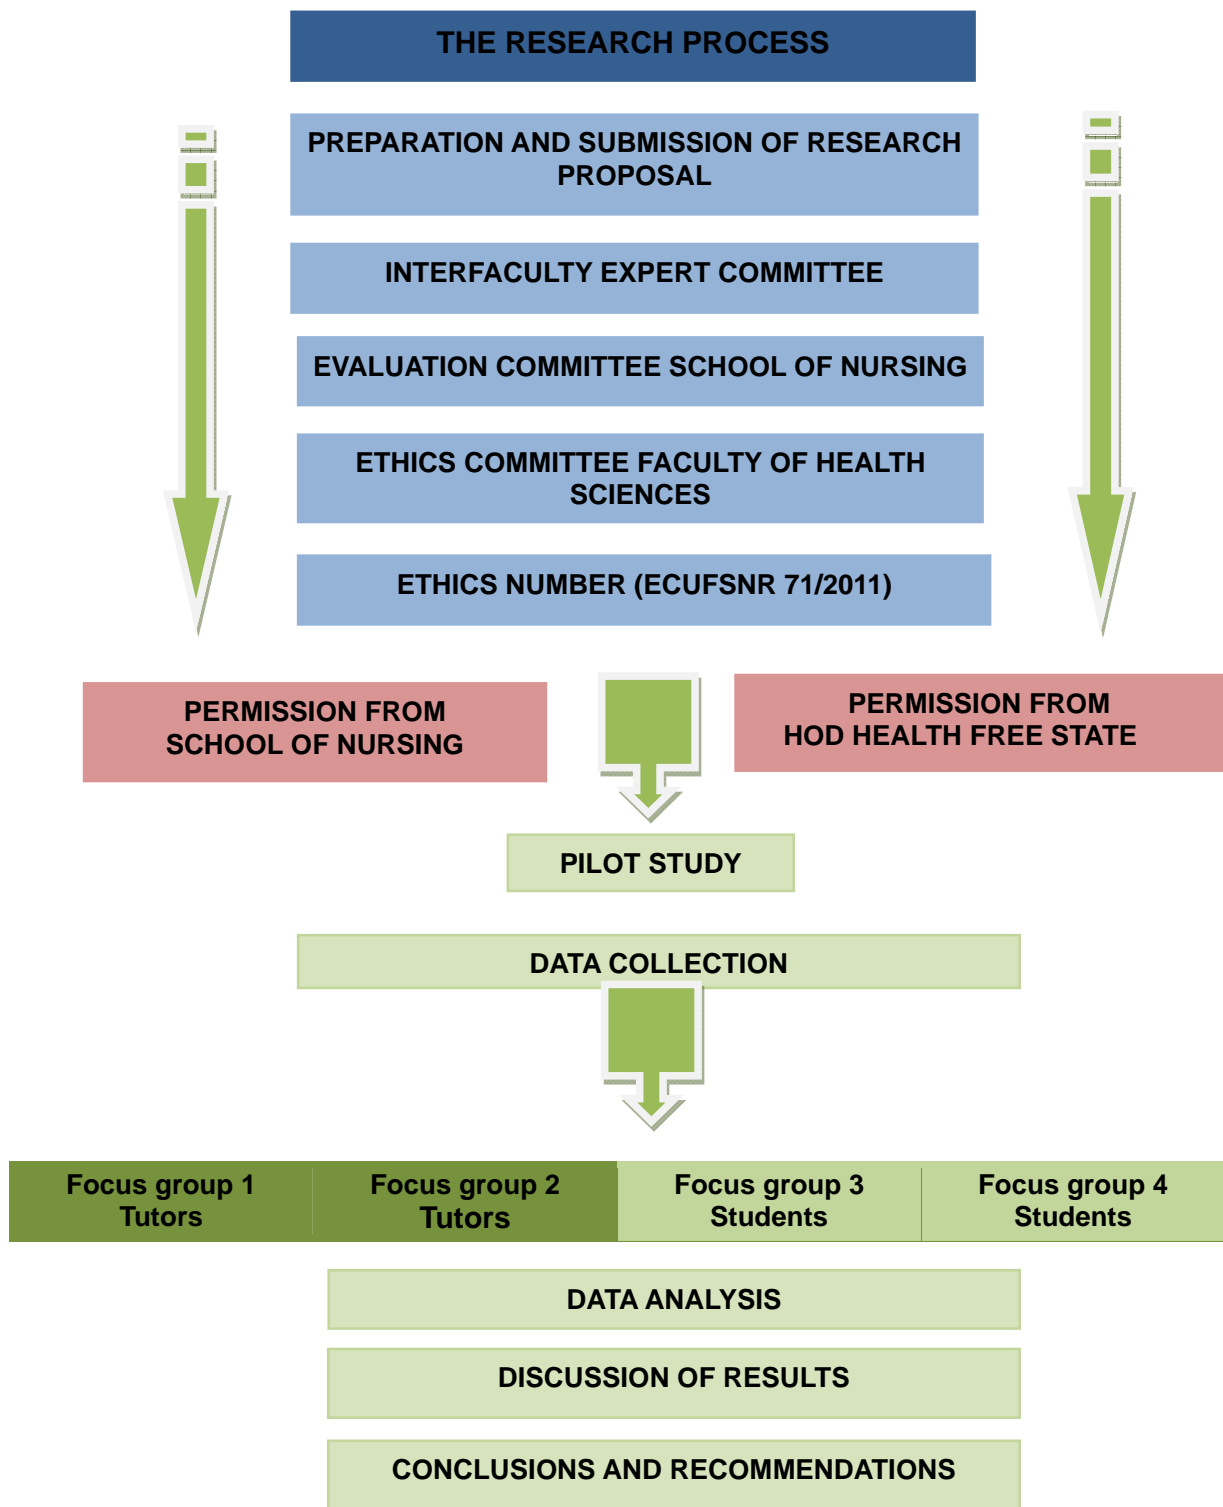 THE RESEARCH PROCESS
PREPARATION AND SUBMISSION OF RESEARCH
PROPOSAL
INTERFACULTY EXPERT COMMITTEE
EVALUATION COMMITTEE SCHOOL OF NURSING
ETHICS COMMITTEE FACULTY OF HEALTH
SCIENCES
ETHICS NUMBER (ECUFSNR 71/2011)
PERMISSION FROM
SCHOOL OF NURSING
PERMISSION FROM
HOD HEALTH FREE STATE
PILOT STUDY
DATA COLLECTION
Focus group 1
Tutors
Focus group 2
Tutors
Focus group 3
Students
Focus group 4
Students
DATA ANALYSIS
DISCUSSION OF RESULTS
CONCLUSIONS AND RECOMMENDATIONS